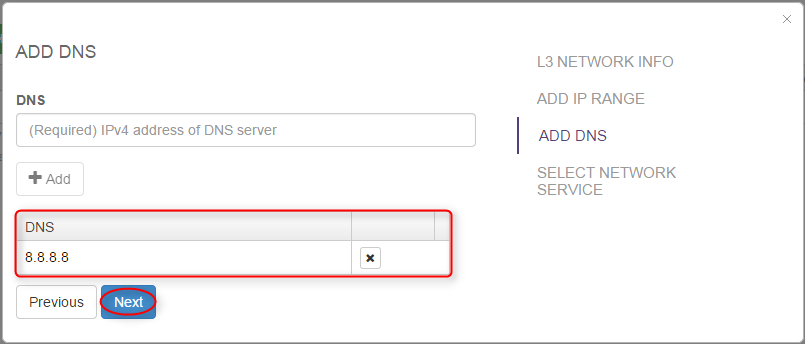 ADD DNS
DNS
(Required) IPv4 address of DNS server
Add
DNS
8.8.8.8
Previous
Next
L3 NETWORK INFO
ADD IP RANGE
ADD DNS
SELECT NETWORK
SERVICE